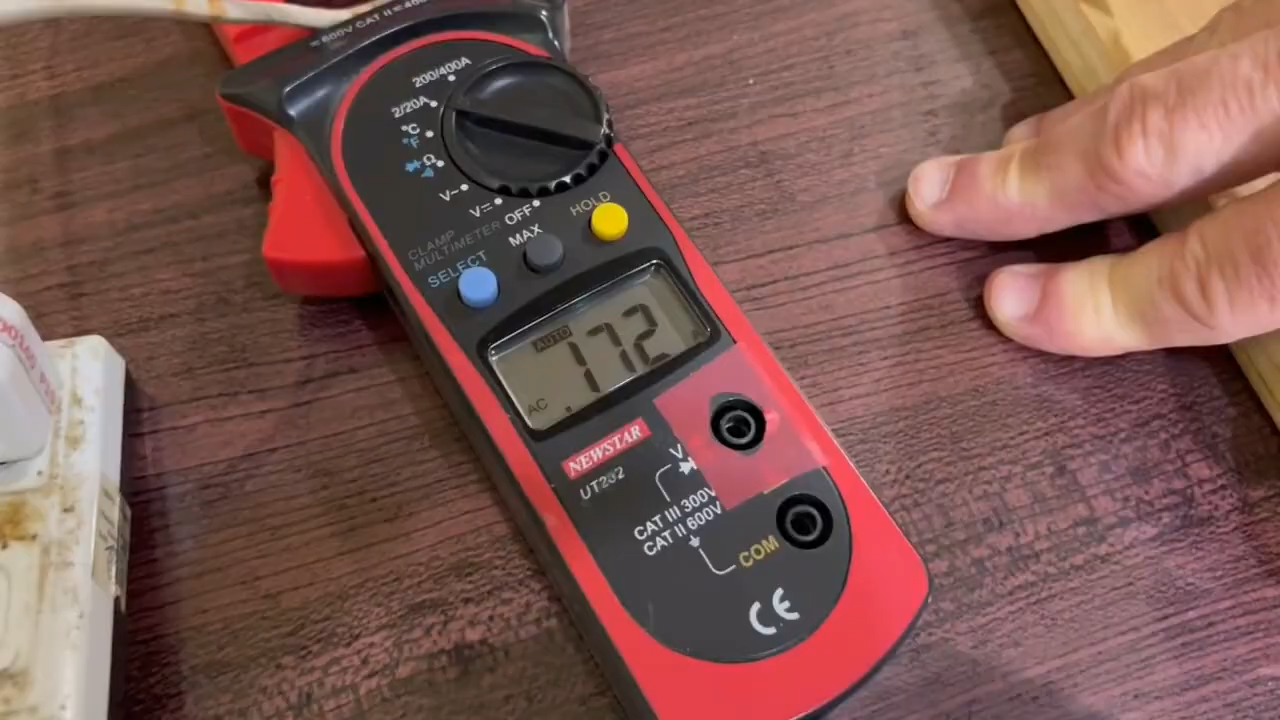 ≂600V CAT II ≂400
200/400A
2/20A
°C
°F
Ω
V~
V⎓
OFF
HOLD
MAX
SELECT
CLAMP
MULTIMETER
AUTO
.172
AC
NEWSTAR
UT202
V
CAT III 300V
CAT II 600V
COM
CE